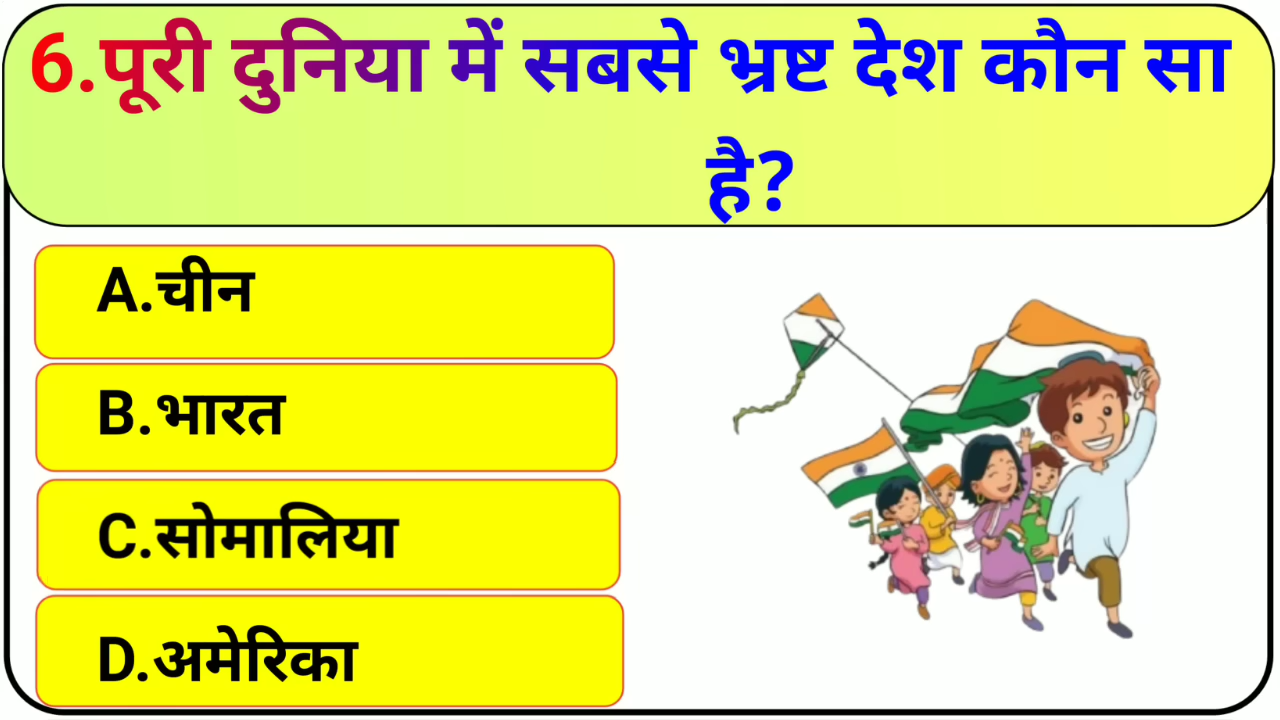 6.पूरी दुनिया में सबसे भ्रष्ट देश कौन सा
है?
A.चीन
B.भारत
C.सोमालिया
D.अमेरिका